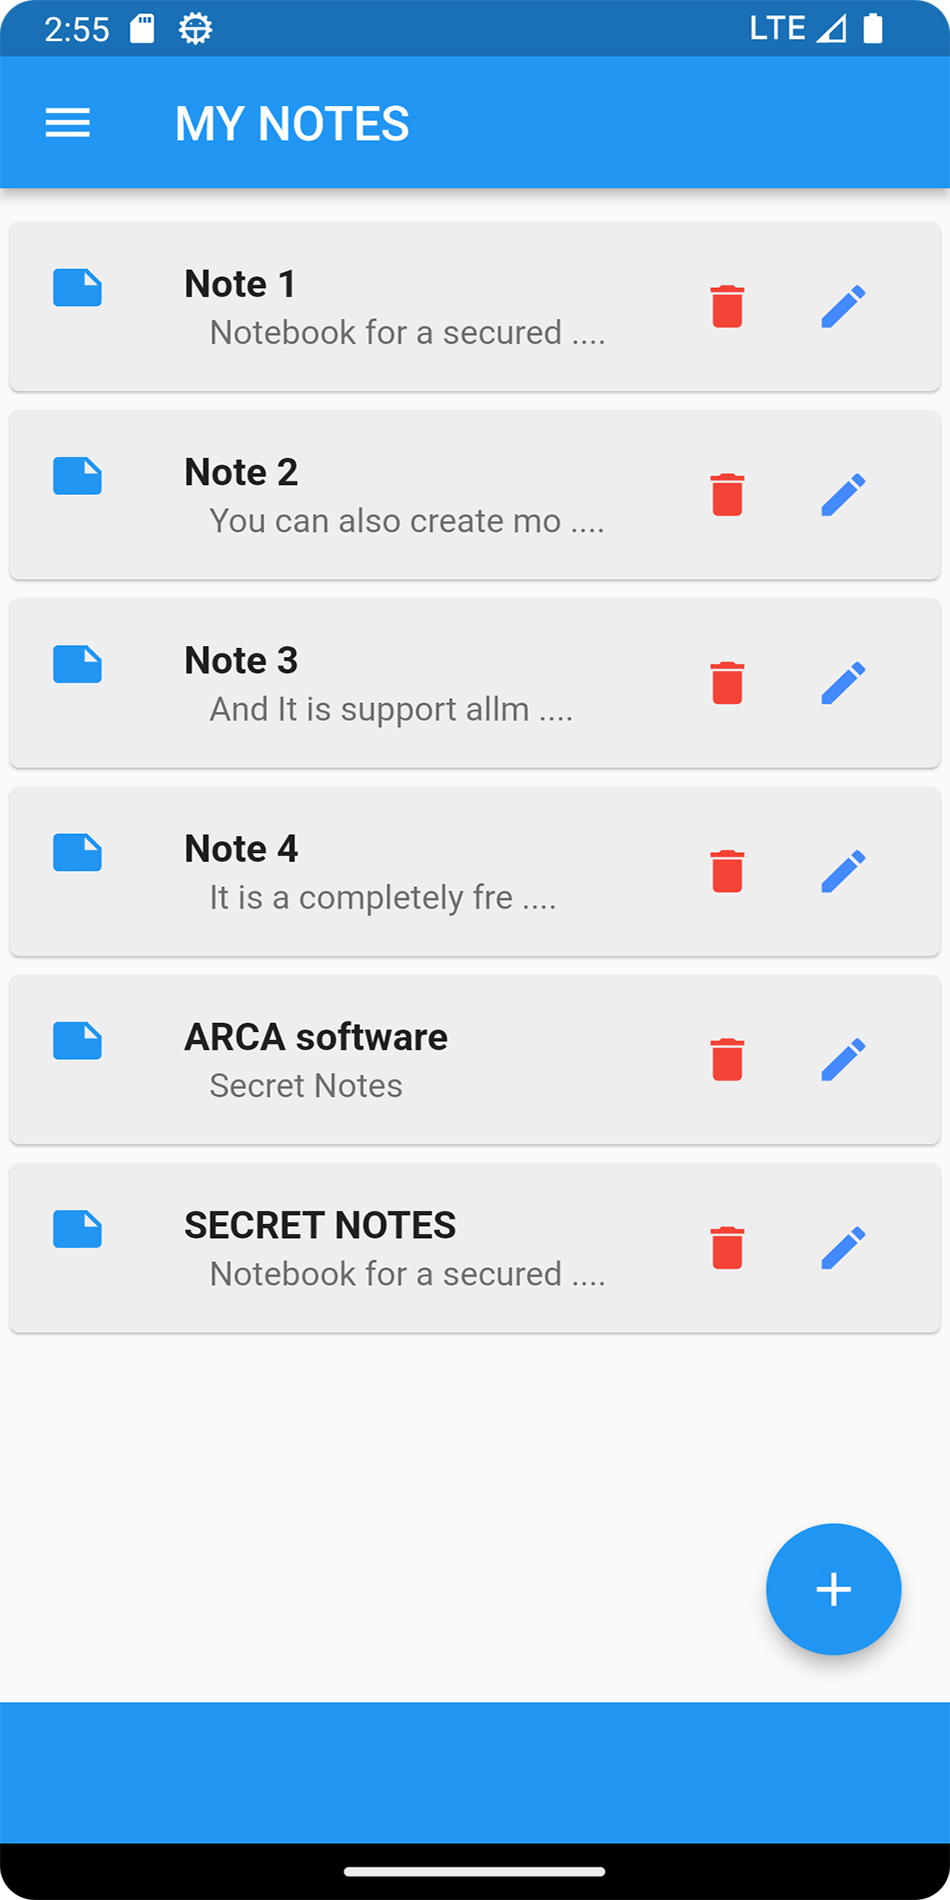 2:55 LTE
MY NOTES
Note 1
Notebook for a secured ....
Note 2
You can also create mo ....
Note 3
And It is support allm ....
Note 4
It is a completely fre ....
ARCA software
Secret Notes
SECRET NOTES
Notebook for a secured ....